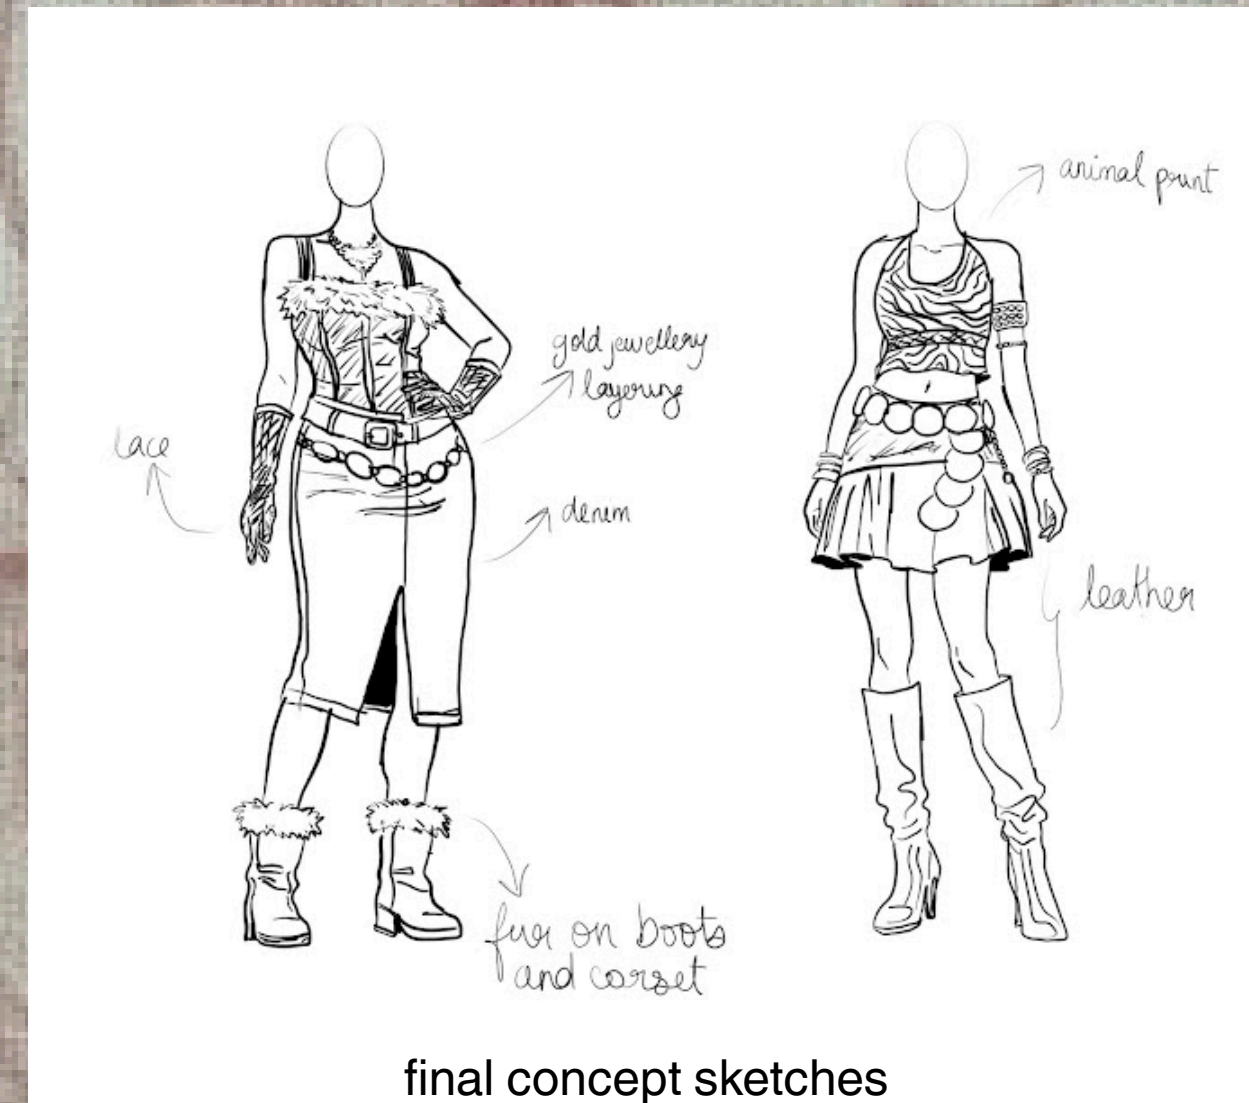 animal print
gold jewellery
layering
lace
denim
leather
fur on boots
and corset
final concept sketches